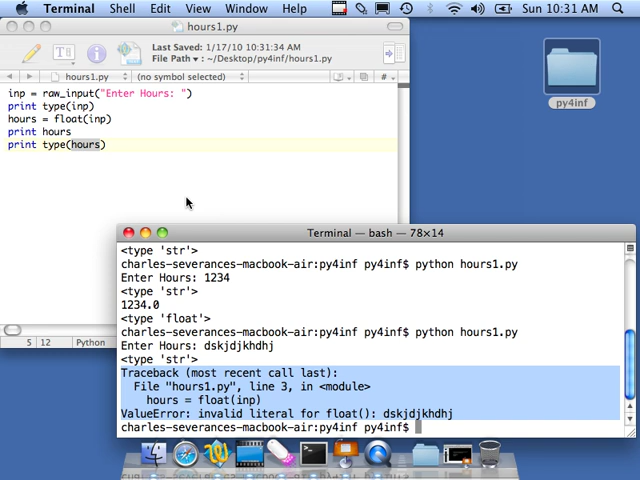 Terminal Shell Edit View Window Help Sun 10:31 AM
hours1.py
Last Saved: 1/17/10 10:31:34 AM
File Path ▾: ~/Desktop/py4inf/hours1.py
hours1.py (no symbol selected) #
inp = raw_input("Enter Hours: ")
print type(inp)
hours = float(inp)
print hours
print type(hours)
py4inf
5 12 Python
Terminal — bash — 78×14
<type 'str'>
charles-severances-macbook-air:py4inf py4inf$ python hours1.py
Enter Hours: 1234
<type 'str'>
1234.0
<type 'float'>
charles-severances-macbook-air:py4inf py4inf$ python hours1.py
Enter Hours: dskjdjkhdhj
<type 'str'>
Traceback (most recent call last):
File "hours1.py", line 3, in <module>
hours = float(inp)
ValueError: invalid literal for float(): dskjdjkhdhj
charles-severances-macbook-air:py4inf py4inf$